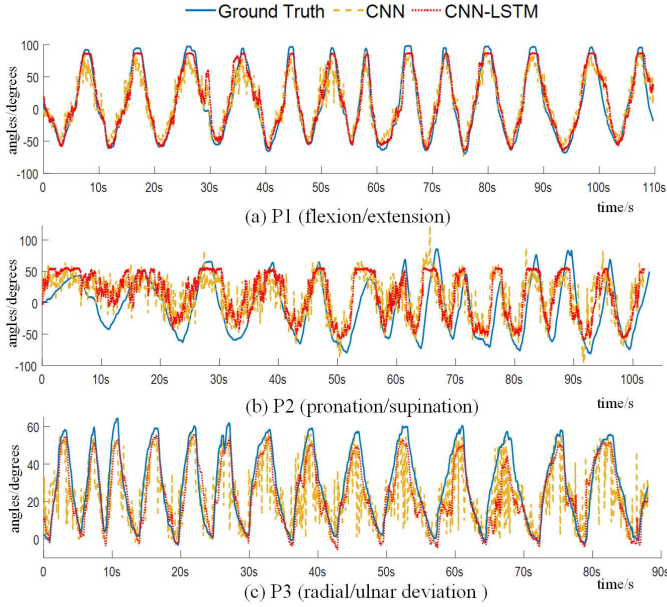 Ground Truth CNN CNN-LSTM
angles/degrees
100
50
0
-50
-100
0 10s 20s 30s 40s 50s 60s 70s 80s 90s 100s 110s
(a) P1 (flexion/extension) time/s
angles/degrees
100
50
0
-50
-100
0 10s 20s 30s 40s 50s 60s 70s 80s 90s 100s
(b) P2 (pronation/supination) time/s
angles/degrees
60
40
20
0
0 10s 20s 30s 40s 50s 60s 70s 80s 90s
(c) P3 (radial/ulnar deviation ) time/s